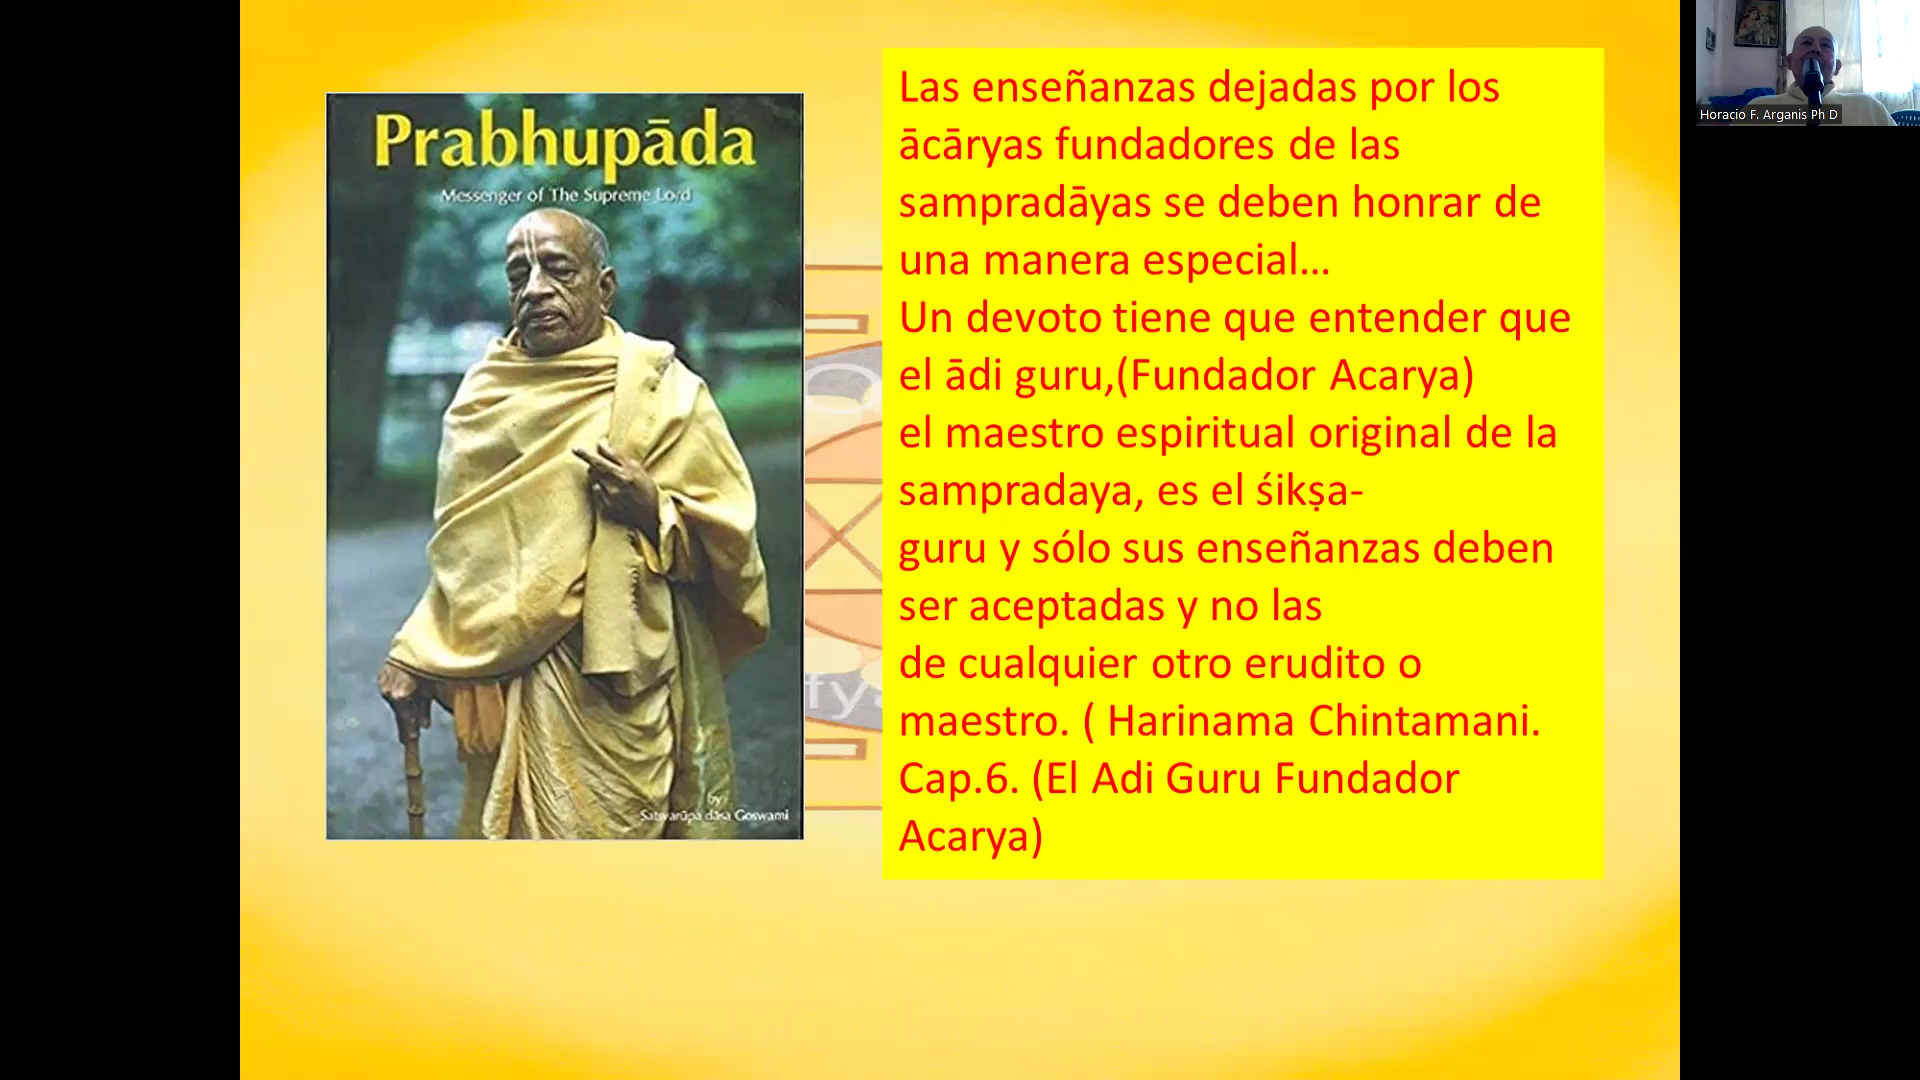 Prabhupāda
Messenger of The Supreme Lord
by
Satsvarūpa dāsa Goswami
Las enseñanzas dejadas por los
ācāryas fundadores de las
sampradāyas se deben honrar de
una manera especial…
Un devoto tiene que entender que
el ādi guru,(Fundador Acarya)
el maestro espiritual original de la
sampradaya, es el śikṣa-
guru y sólo sus enseñanzas deben
ser aceptadas y no las
de cualquier otro erudito o
maestro. ( Harinama Chintamani.
Cap.6. (El Adi Guru Fundador
Acarya)
Horacio F. Arganis Ph D